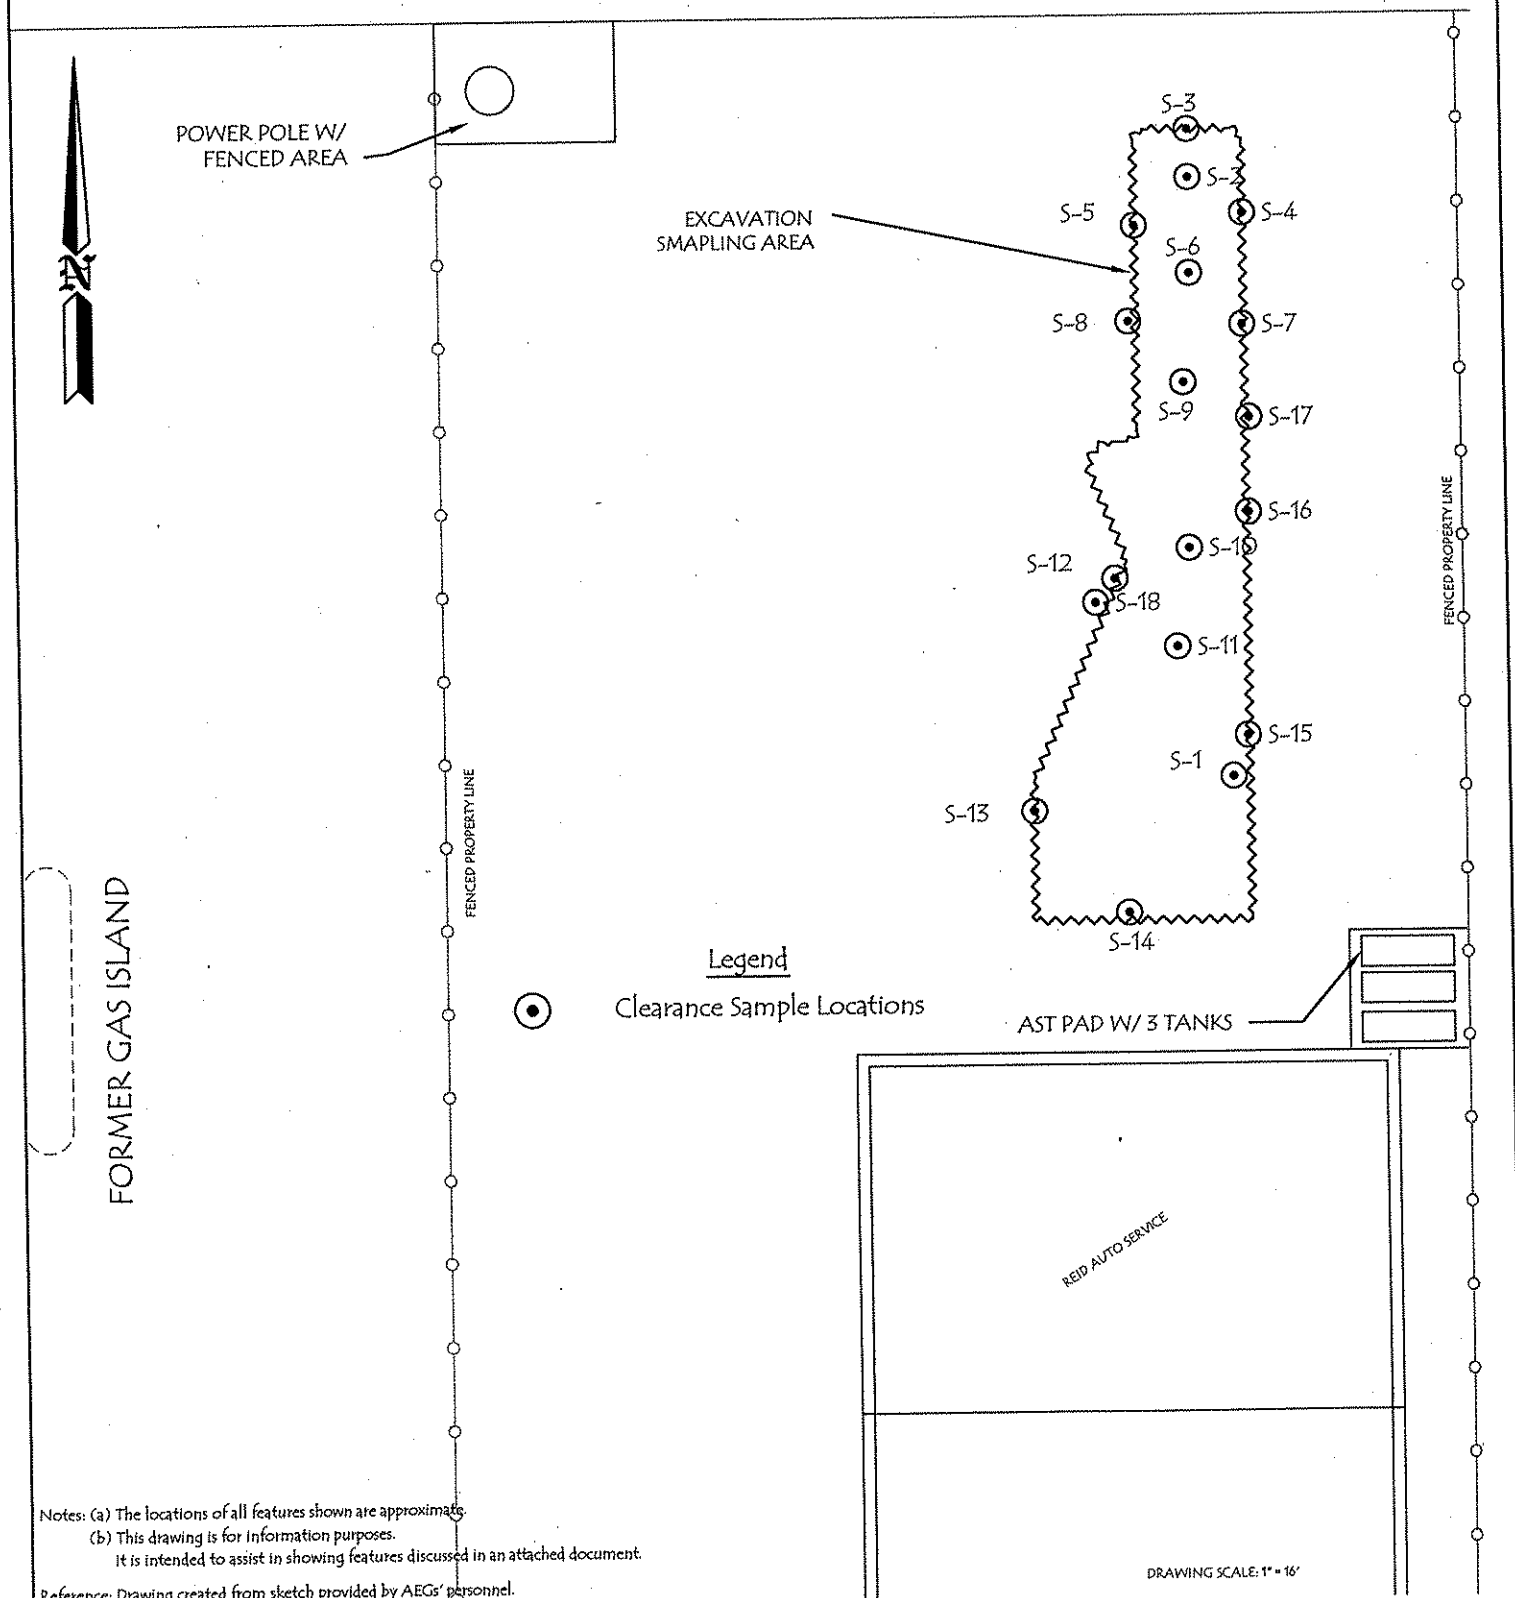 N
POWER POLE W/
FENCED AREA
EXCAVATION
SMAPLING AREA
S-3
S-2
S-5
S-4
S-6
S-8
S-7
S-9
S-17
S-16
S-10
S-12
S-18
S-11
S-15
S-1
S-13
S-14
FENCED PROPERTY LINE
FENCED PROPERTY LINE
FORMER GAS ISLAND
Legend
Clearance Sample Locations
AST PAD W/ 3 TANKS
REID AUTO SERVICE
Notes: (a) The locations of all features shown are approximate.
(b) This drawing is for information purposes.
It is intended to assist in showing features discussed in an attached document.
Reference: Drawing created from sketch provided by AEGs' personnel.
DRAWING SCALE: 1" = 16'